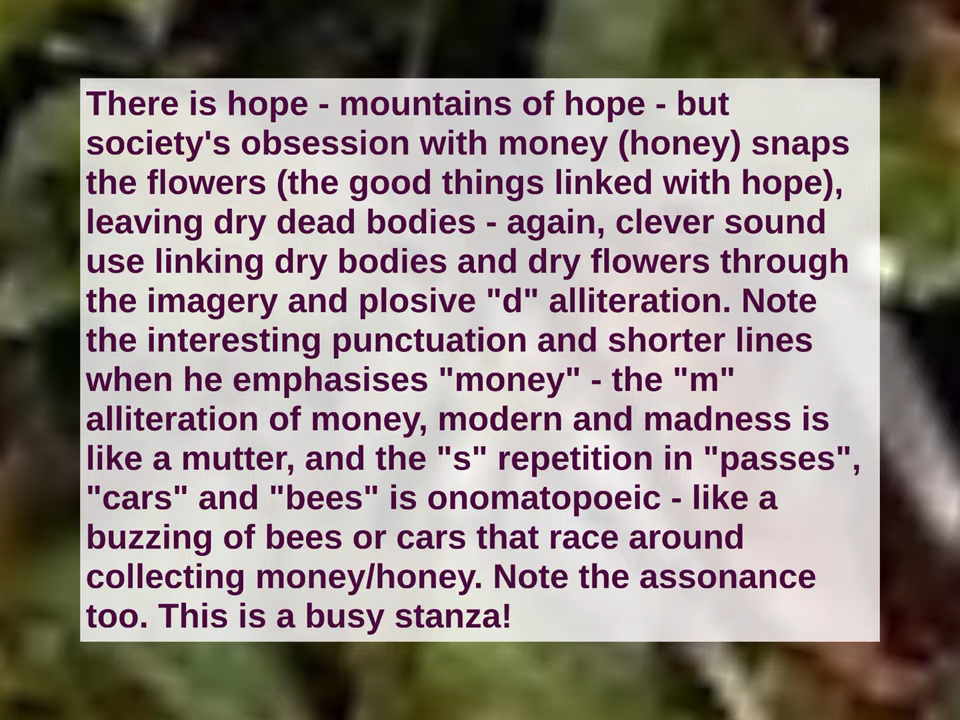 There is hope - mountains of hope - but
society's obsession with money (honey) snaps
the flowers (the good things linked with hope),
leaving dry dead bodies - again, clever sound
use linking dry bodies and dry flowers through
the imagery and plosive "d" alliteration. Note
the interesting punctuation and shorter lines
when he emphasises "money" - the "m"
alliteration of money, modern and madness is
like a mutter, and the "s" repetition in "passes",
"cars" and "bees" is onomatopoeic - like a
buzzing of bees or cars that race around
collecting money/honey. Note the assonance
too. This is a busy stanza!